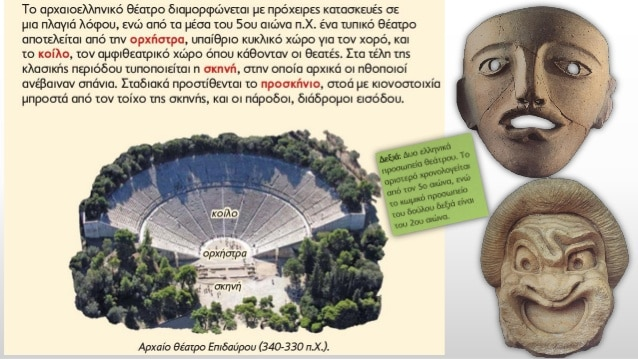 Το αρχαιοελληνικό θέατρο διαμορφώνεται με πρόχειρες κατασκευές σε
μια πλαγιά λόφου, ενώ από τα μέσα του 5ου αιώνα π.Χ. ένα τυπικό θέατρο
αποτελείται από την ορχήστρα, υπαίθριο κυκλικό χώρο για τον χορό, και
το κοίλο, τον αμφιθεατρικό χώρο όπου κάθονταν οι θεατές. Στα τέλη της
κλασικής περιόδου τυποποιείται η σκηνή, στην οποία αρχικά οι ηθοποιοί
ανέβαιναν σπάνια. Σταδιακά προστίθενται το προσκήνιο, στοά με κιονοστοιχία
μπροστά από τον τοίχο της σκηνής, και οι πάροδοι, διάδρομοι εισόδου.
κοίλο
ορχήστρα
σκηνή
Αρχαίο θέατρο Επιδαύρου (340-330 π.Χ.).
Δεξιά: Δυο ελληνικά
προσωπεία θεάτρου. Το
αριστερό χρονολογείται
από τον 5ο αιώνα, ενώ
το κωμικό προσωπείο
του δούλου δεξιά είναι
του 2ου αιώνα.